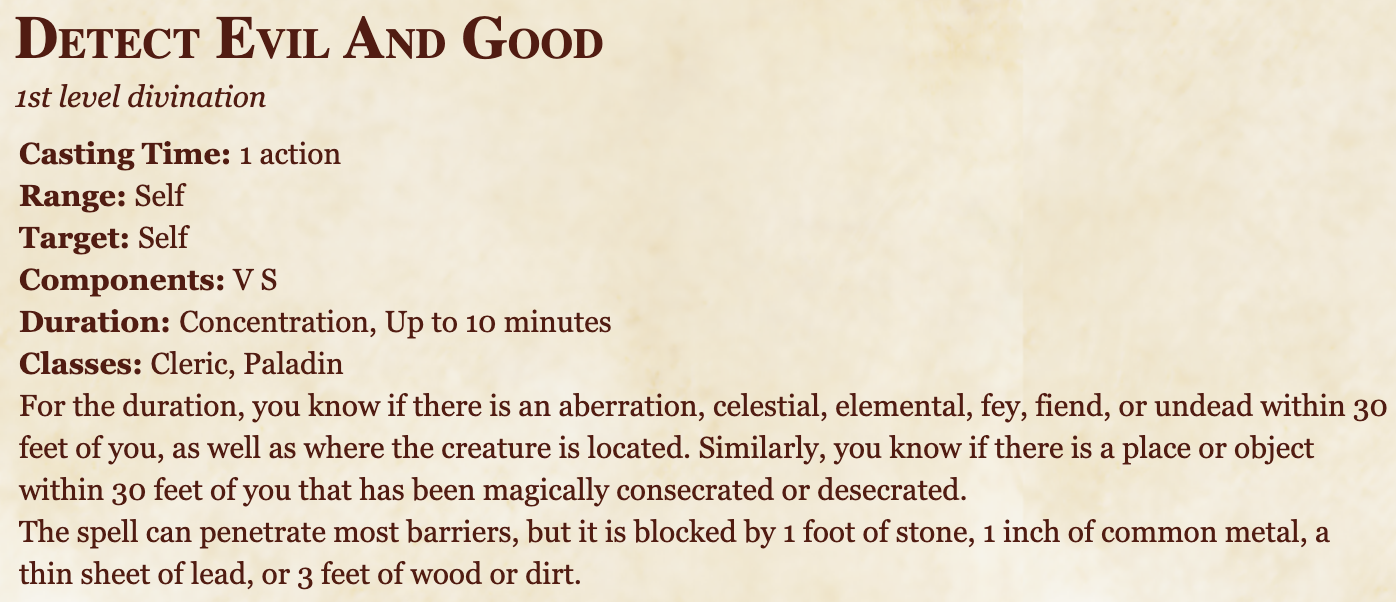 Detect Evil And Good
1st level divination
Casting Time: 1 action
Range: Self
Target: Self
Components: V S
Duration: Concentration, Up to 10 minutes
Classes: Cleric, Paladin
For the duration, you know if there is an aberration, celestial, elemental, fey, fiend, or undead within 30
feet of you, as well as where the creature is located. Similarly, you know if there is a place or object
within 30 feet of you that has been magically consecrated or desecrated.
The spell can penetrate most barriers, but it is blocked by 1 foot of stone, 1 inch of common metal, a
thin sheet of lead, or 3 feet of wood or dirt.